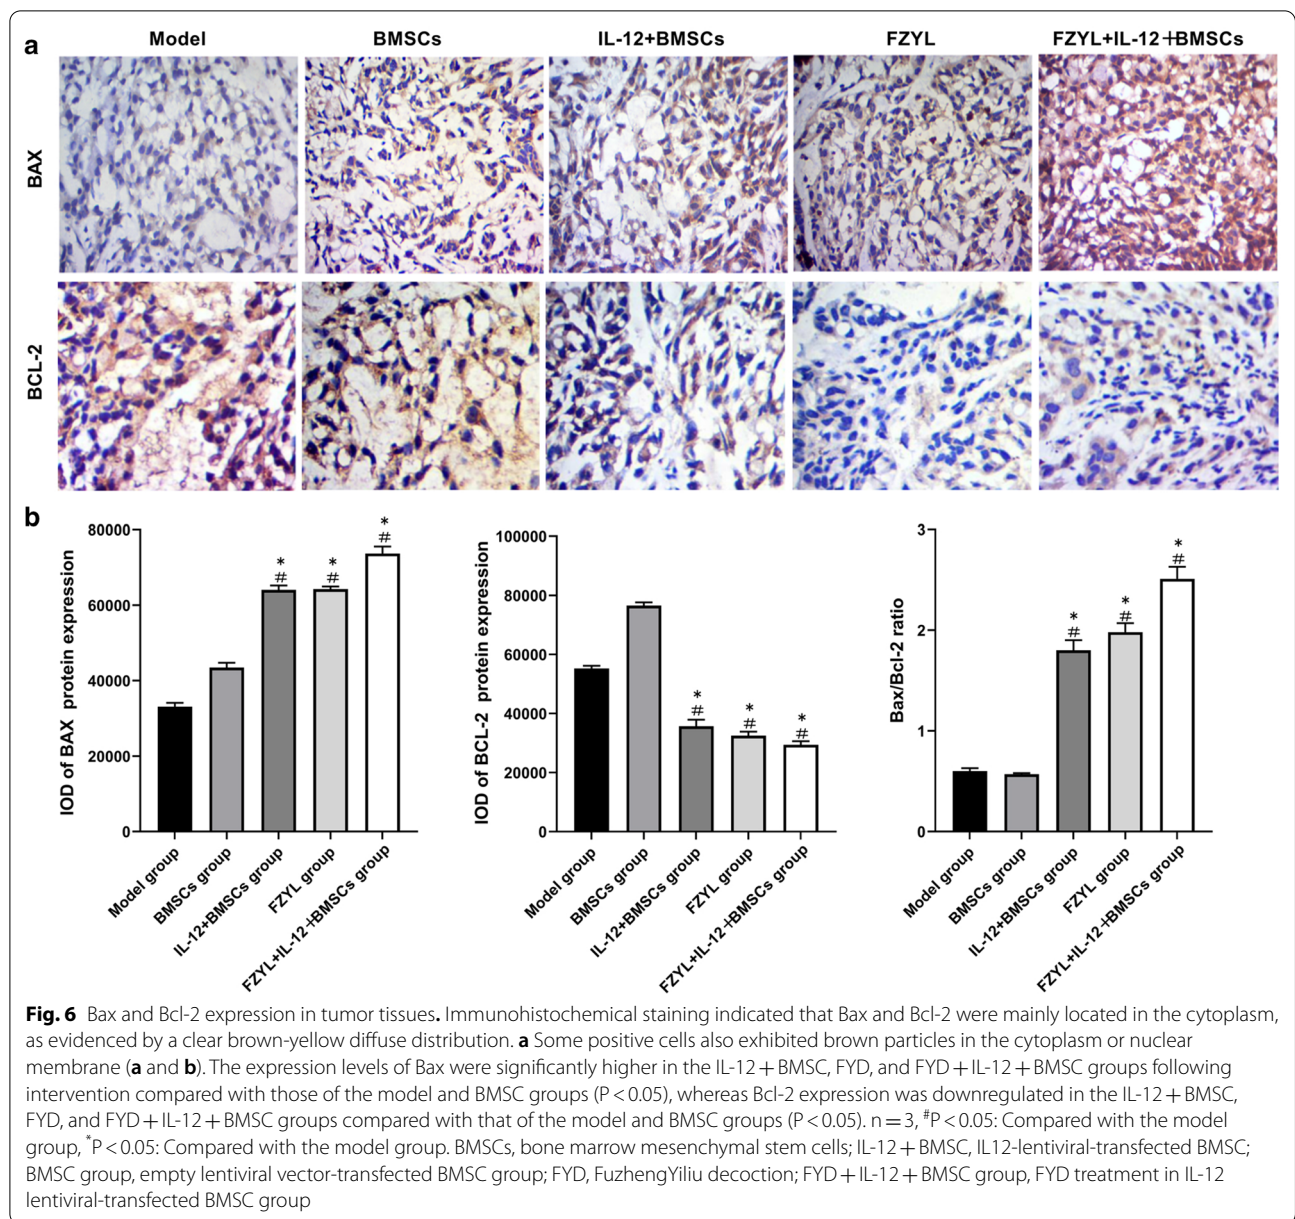 a
Model
BMSCs
IL-12+BMSCs
FZYL
FZYL+IL-12+BMSCs
BAX
BCL-2
b
IOD of BAX protein expression
80000
60000
40000
20000
0
* #
* #
* #
Model group
BMSCs group
IL-12+BMSCs group
FZYL group
FZYL+IL-12+BMSCs group
IOD of BCL-2 protein expression
100000
80000
60000
40000
20000
0
* #
* #
* #
Model group
BMSCs group
IL-12+BMSCs group
FZYL group
FZYL+IL-12+BMSCs group
Bax/Bcl-2 ratio
3
2
1
0
* #
* #
* #
Model group
BMSCs group
IL-12+BMSCs group
FZYL group
FZYL+IL-12+BMSCs group
Fig. 6 Bax and Bcl-2 expression in tumor tissues. Immunohistochemical staining indicated that Bax and Bcl-2 were mainly located in the cytoplasm,
as evidenced by a clear brown-yellow diffuse distribution. a Some positive cells also exhibited brown particles in the cytoplasm or nuclear
membrane (a and b). The expression levels of Bax were significantly higher in the IL-12 + BMSC, FYD, and FYD + IL-12 + BMSC groups following
intervention compared with those of the model and BMSC groups (P < 0.05), whereas Bcl-2 expression was downregulated in the IL-12 + BMSC,
FYD, and FYD + IL-12 + BMSC groups compared with that of the model and BMSC groups (P < 0.05). n = 3, #P < 0.05: Compared with the model
group, *P < 0.05: Compared with the model group. BMSCs, bone marrow mesenchymal stem cells; IL-12 + BMSC, IL12-lentiviral-transfected BMSC;
BMSC group, empty lentiviral vector-transfected BMSC group; FYD, FuzhengYiliu decoction; FYD + IL-12 + BMSC group, FYD treatment in IL-12
lentiviral-transfected BMSC group